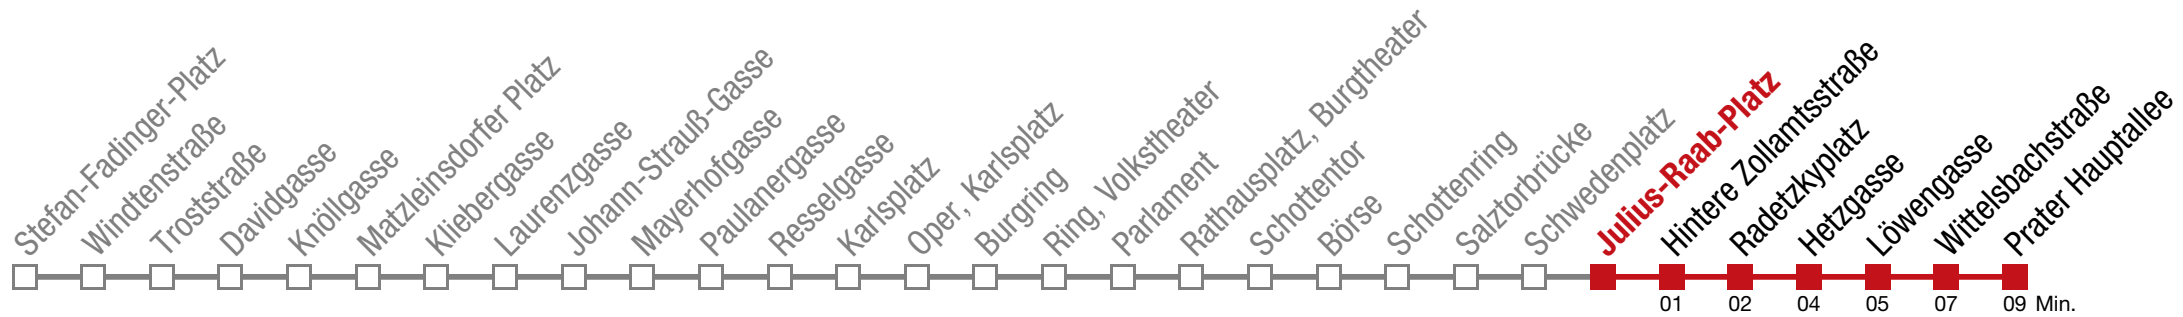 Stefan-Fadinger-Platz
Windtenstraße
Troststraße
Davidgasse
Knöllgasse
Matzleinsdorfer Platz
Kliebergasse
Laurenzgasse
Johann-Strauß-Gasse
Mayerhofgasse
Paulanergasse
Resselgasse
Karlsplatz
Oper, Karlsplatz
Burgring
Ring, Volkstheater
Parlament
Rathausplatz, Burgtheater
Schottentor
Börse
Schottenring
Salztorbrücke
Schwedenplatz
Julius-Raab-Platz
Hintere Zollamtsstraße
Radetzkyplatz
Hetzgasse
Löwengasse
Wittelsbachstraße
Prater Hauptallee
01 02 04 05 07 09 Min.